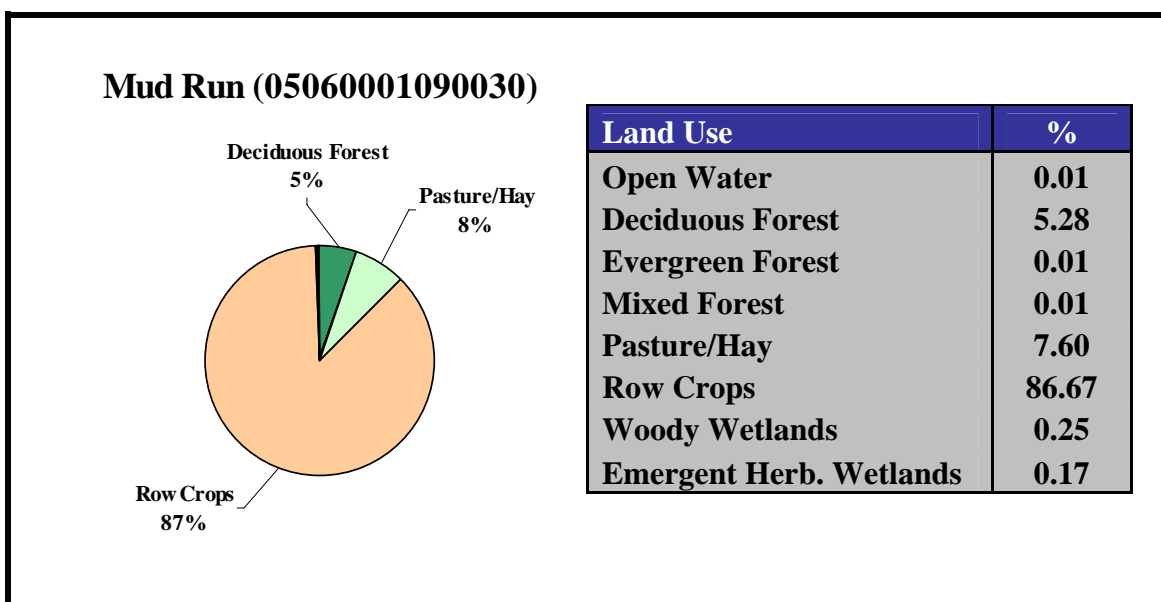 Mud Run (05060001090030)
Deciduous Forest
5%
Pasture/Hay
8%
Row Crops
87%
Land Use %
Open Water 0.01
Deciduous Forest 5.28
Evergreen Forest 0.01
Mixed Forest 0.01
Pasture/Hay 7.60
Row Crops 86.67
Woody Wetlands 0.25
Emergent Herb. Wetlands 0.17